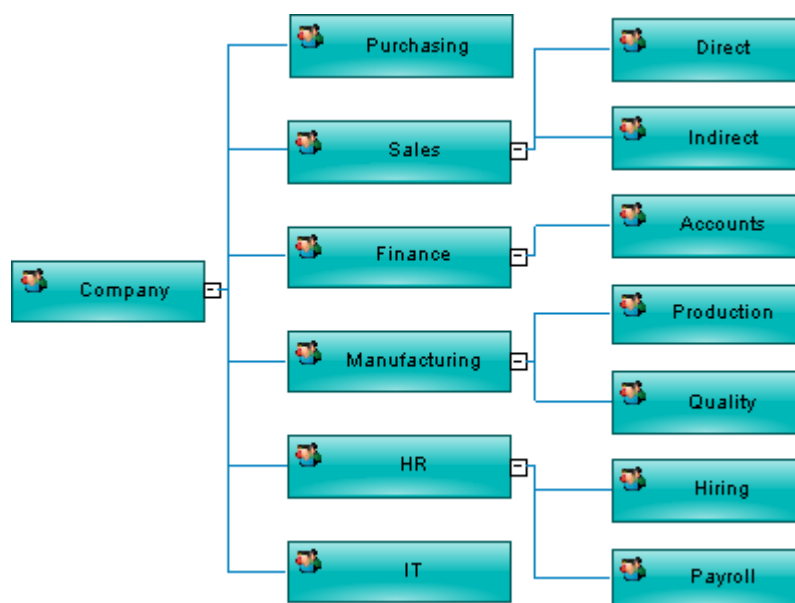 Company
Purchasing
Sales
Finance
Manufacturing
HR
IT
Direct
Indirect
Accounts
Production
Quality
Hiring
Payroll